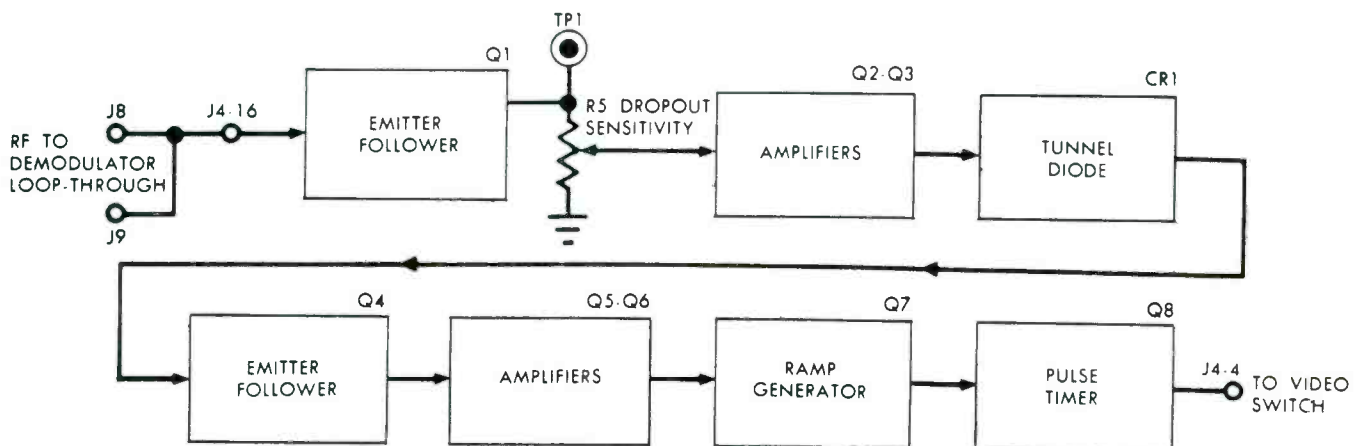 TP1
Q1
Q2-Q3
CR1
J8
J4-16
R5 DROPOUT
SENSITIVITY
RF TO
DEMODULATOR
LOOP-THROUGH
EMITTER
FOLLOWER
AMPLIFIERS
TUNNEL
DIODE
J9
Q4
Q5-Q6
Q7
Q8
EMITTER
FOLLOWER
AMPLIFIERS
RAMP
GENERATOR
PULSE
TIMER
J4-4
TO VIDEO
SWITCH